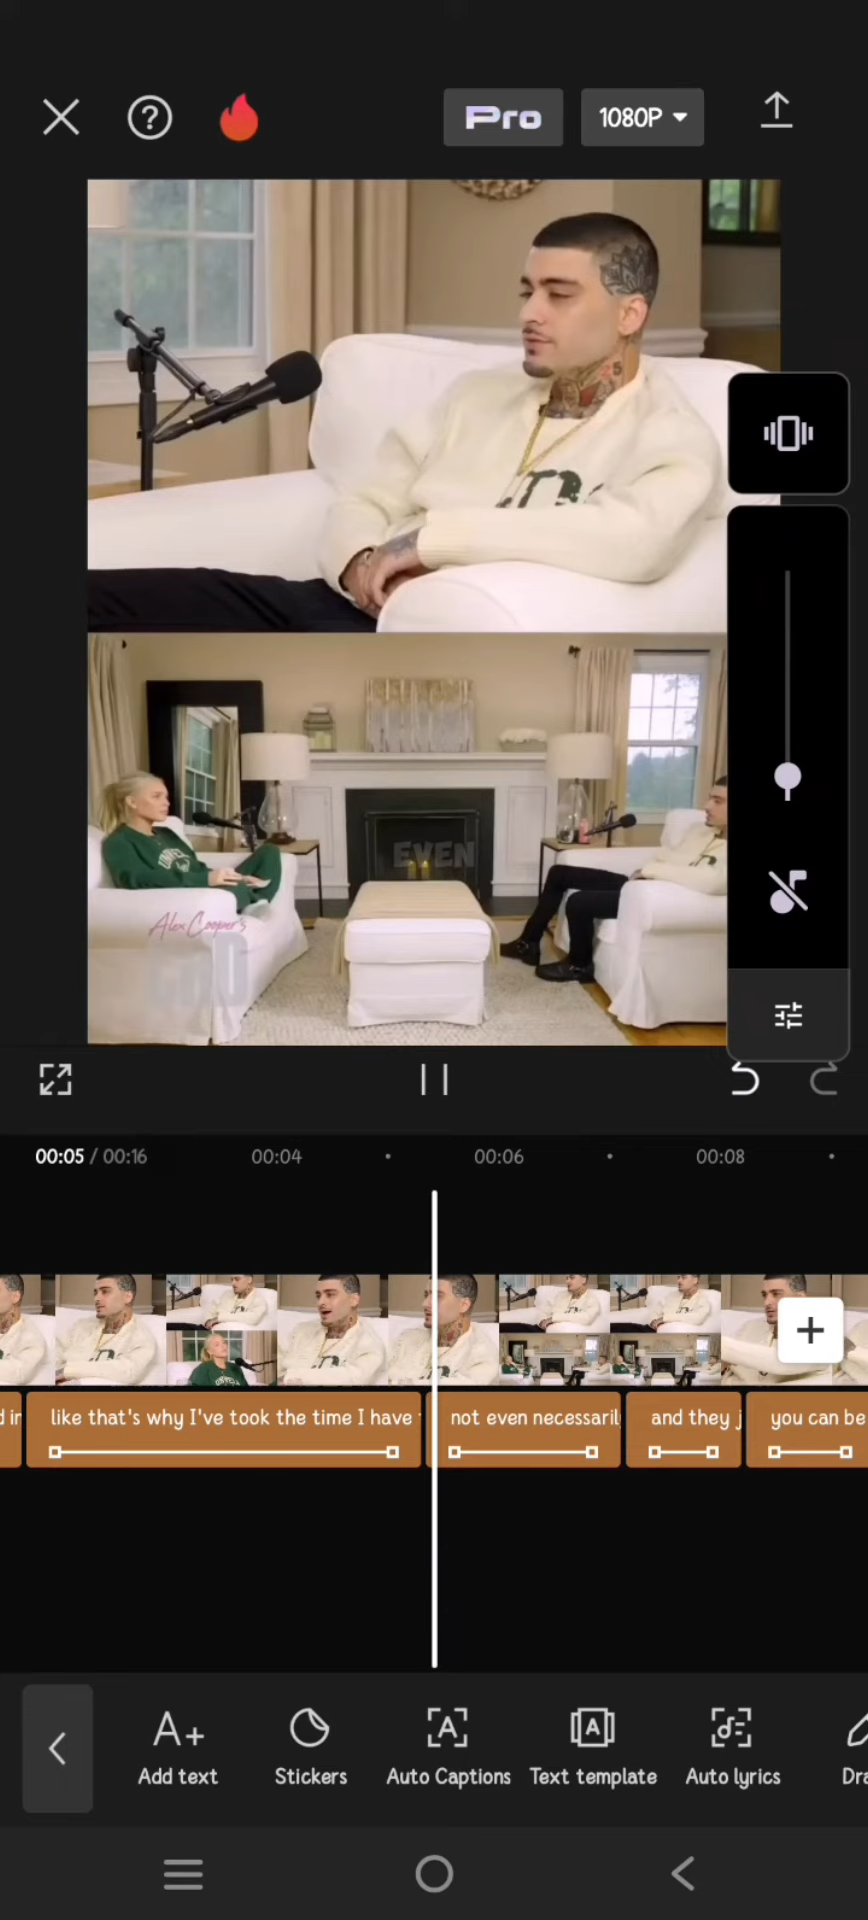 Pro
1080P
25
EVEN
Alex Cooper's
00:05 / 00:16
00:04
00:06
00:08
like that's why I've took the time I have
not even necessaril
and they j
you can be
Add text
Stickers
Auto Captions
Text template
Auto lyrics
Dra